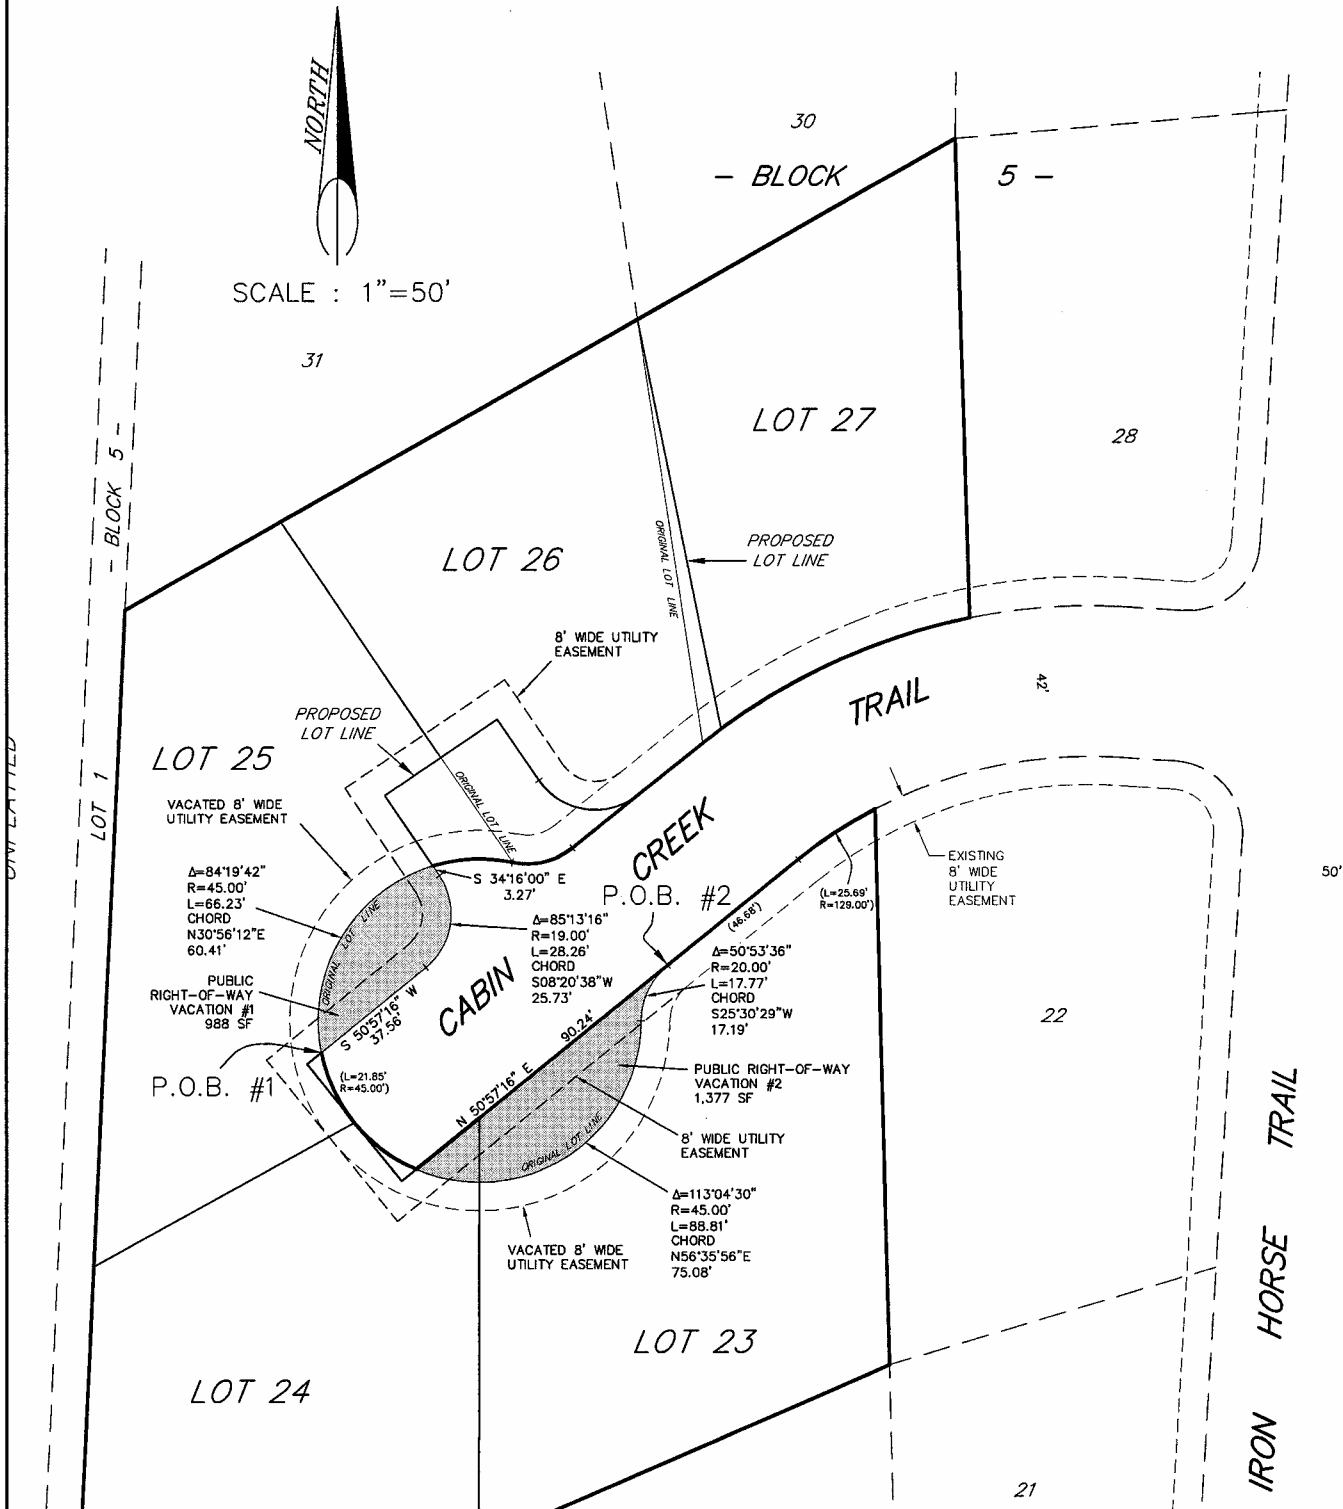 NORTH
SCALE : 1"=50'
30
- BLOCK 5 -
31
- BLOCK 5 -
LOT 27
28
LOT 26
ORIGINAL LOT LINE
PROPOSED
LOT LINE
8' WIDE UTILITY
EASEMENT
42'
TRAIL
PROPOSED
LOT LINE
LOT 25
LOT 1
ORIGINAL LOT LINE
VACATED 8' WIDE
UTILITY EASEMENT
CREEK
EXISTING
8' WIDE
UTILITY
EASEMENT
50'
Δ=84°19'42"
R=45.00'
L=66.23'
CHORD
N30°56'12"E
60.41'
S 34°16'00" E
3.27'
P.O.B. #2
(L=25.69'
R=129.00')
(46.68')
ORIGINAL LOT LINE
Δ=85°13'16"
R=19.00'
L=28.26'
CHORD
S08°20'38"W
25.73'
Δ=50°53'36"
R=20.00'
L=17.77'
CHORD
S25°30'29"W
17.19'
PUBLIC
RIGHT-OF-WAY
VACATION #1
988 SF
CABIN
S 50°57'16" W
37.56'
22
P.O.B. #1
(L=21.85'
R=45.00')
N 50°57'16" E
90.24'
PUBLIC RIGHT-OF-WAY
VACATION #2
1,377 SF
8' WIDE UTILITY
EASEMENT
ORIGINAL LOT LINE
Δ=113°04'30"
R=45.00'
L=88.81'
CHORD
N56°35'56"E
75.08'
VACATED 8' WIDE
UTILITY EASEMENT
LOT 23
LOT 24
21
IRON HORSE TRAIL